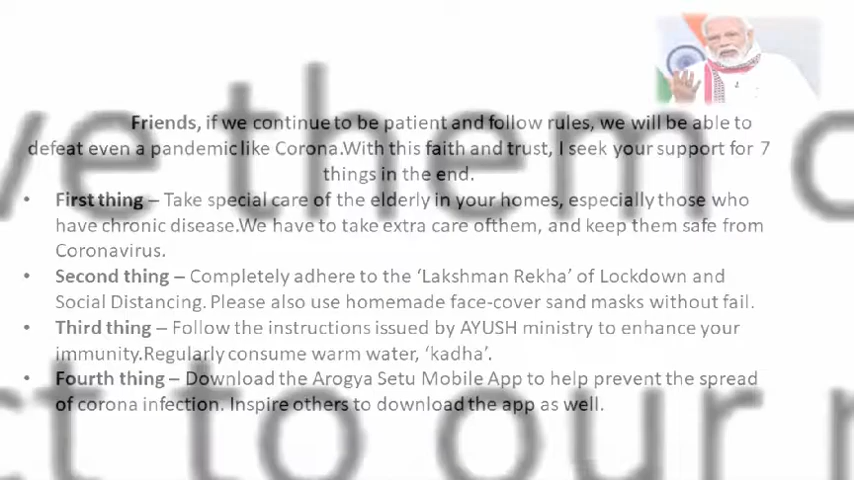 Friends, if we continue to be patient and follow rules, we will be able to
defeat even a pandemic like Corona.With this faith and trust, I seek your support for 7
things in the end.
• First thing – Take special care of the elderly in your homes, especially those who
have chronic disease.We have to take extra care ofthem, and keep them safe from
Coronavirus.
• Second thing – Completely adhere to the ‘Lakshman Rekha’ of Lockdown and
Social Distancing. Please also use homemade face-cover sand masks without fail.
• Third thing – Follow the instructions issued by AYUSH ministry to enhance your
immunity.Regularly consume warm water, ‘kadha’.
• Fourth thing – Download the Arogya Setu Mobile App to help prevent the spread
of corona infection. Inspire others to download the app as well.
them
to our